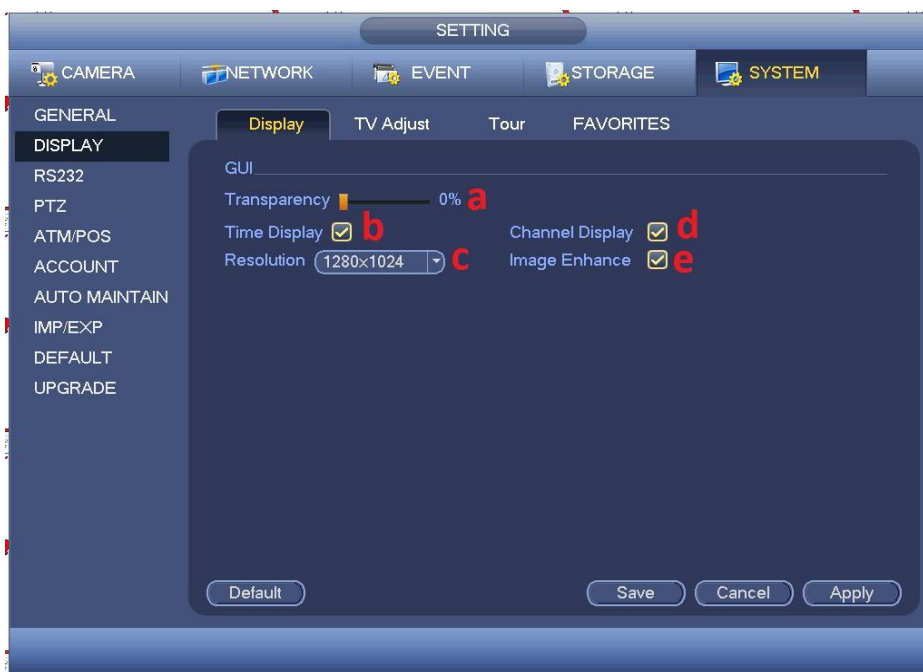 SETTING
CAMERA NETWORK EVENT STORAGE SYSTEM
GENERAL
DISPLAY
RS232
PTZ
ATM/POS
ACCOUNT
AUTO MAINTAIN
IMP/EXP
DEFAULT
UPGRADE
Display TV Adjust Tour FAVORITES
GUI
Transparency 0% a
Time Display b Channel Display d
Resolution 1280×1024 c Image Enhance e
Default Save Cancel Apply